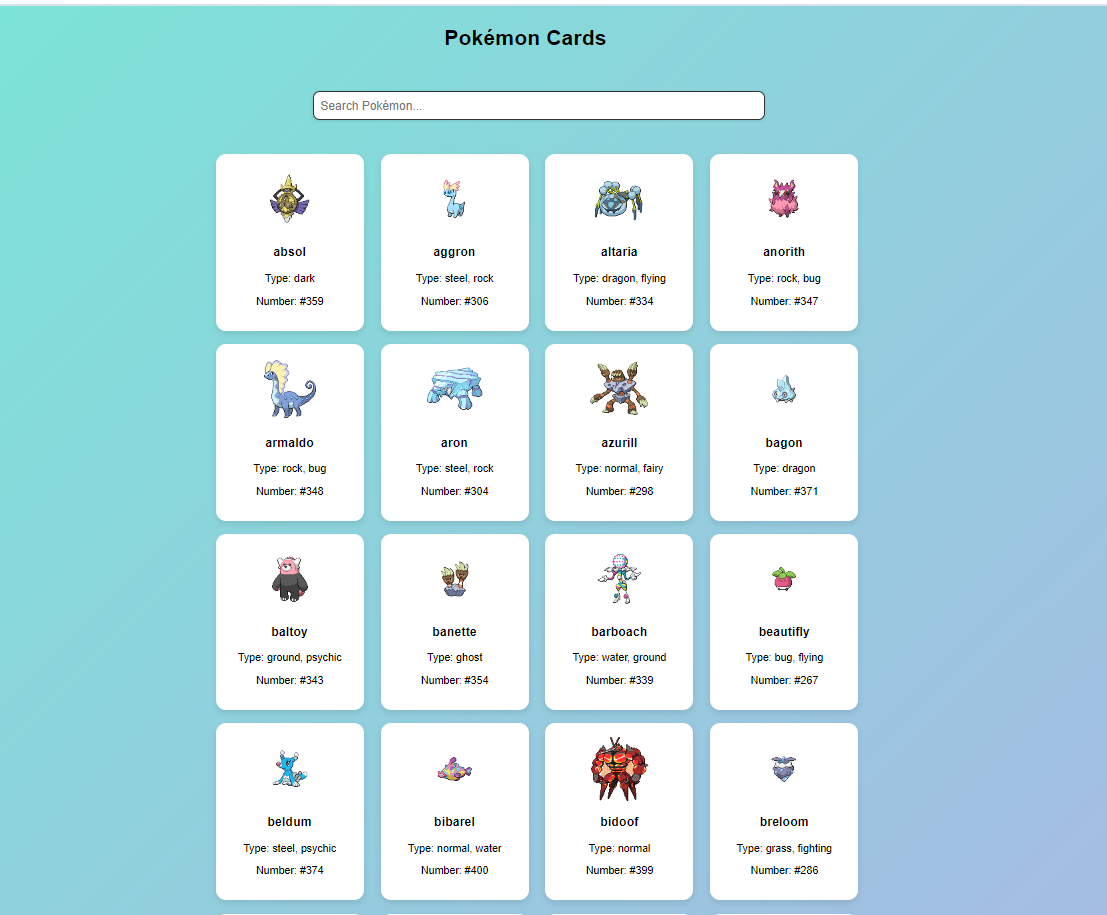 Pokémon Cards
Search Pokémon...
absol
Type: dark
Number: #359
aggron
Type: steel, rock
Number: #306
altaria
Type: dragon, flying
Number: #334
anorith
Type: rock, bug
Number: #347
armaldo
Type: rock, bug
Number: #348
aron
Type: steel, rock
Number: #304
azurill
Type: normal, fairy
Number: #298
bagon
Type: dragon
Number: #371
baltoy
Type: ground, psychic
Number: #343
banette
Type: ghost
Number: #354
barboach
Type: water, ground
Number: #339
beautifly
Type: bug, flying
Number: #267
beldum
Type: steel, psychic
Number: #374
bibarel
Type: normal, water
Number: #400
bidoof
Type: normal
Number: #399
breloom
Type: grass, fighting
Number: #286